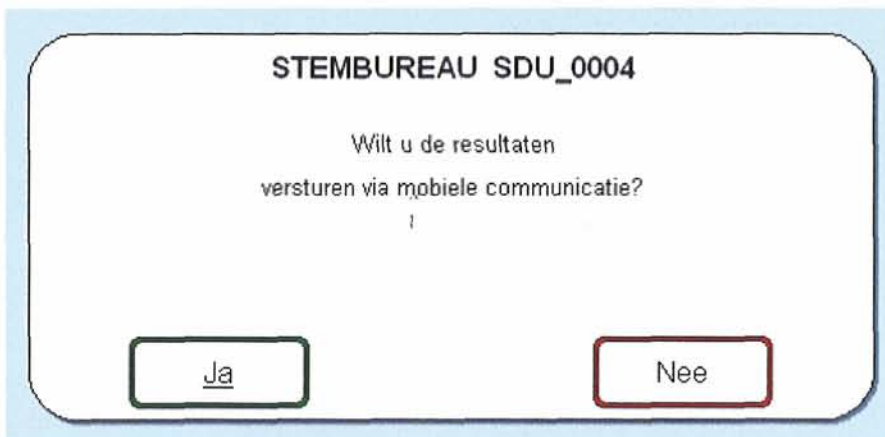 STEMBUREAU SDU_0004
Wilt u de resultaten
versturen via mobiele communicatie?
Ja
Nee